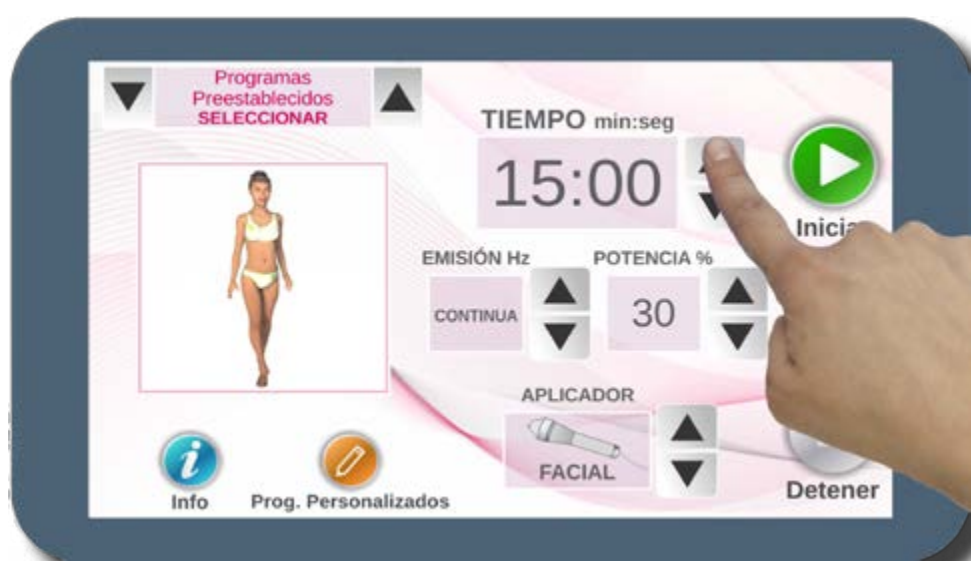 Programas
Preestablecidos
SELECCIONAR
TIEMPO min:seg
15:00
Iniciar
EMISIÓN Hz
POTENCIA %
CONTINUA
30
APLICADOR
FACIAL
Info
Prog. Personalizados
Detener